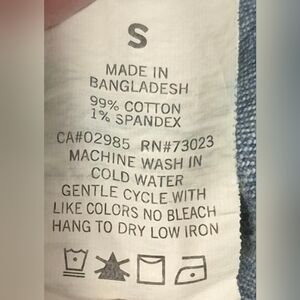 S
MADE IN
BANGLADESH
99% COTTON
1% SPANDEX
CA#02985 RN#73023
MACHINE WASH IN
COLD WATER
GENTLE CYCLE WITH
LIKE COLORS NO BLEACH
HANG TO DRY LOW IRON